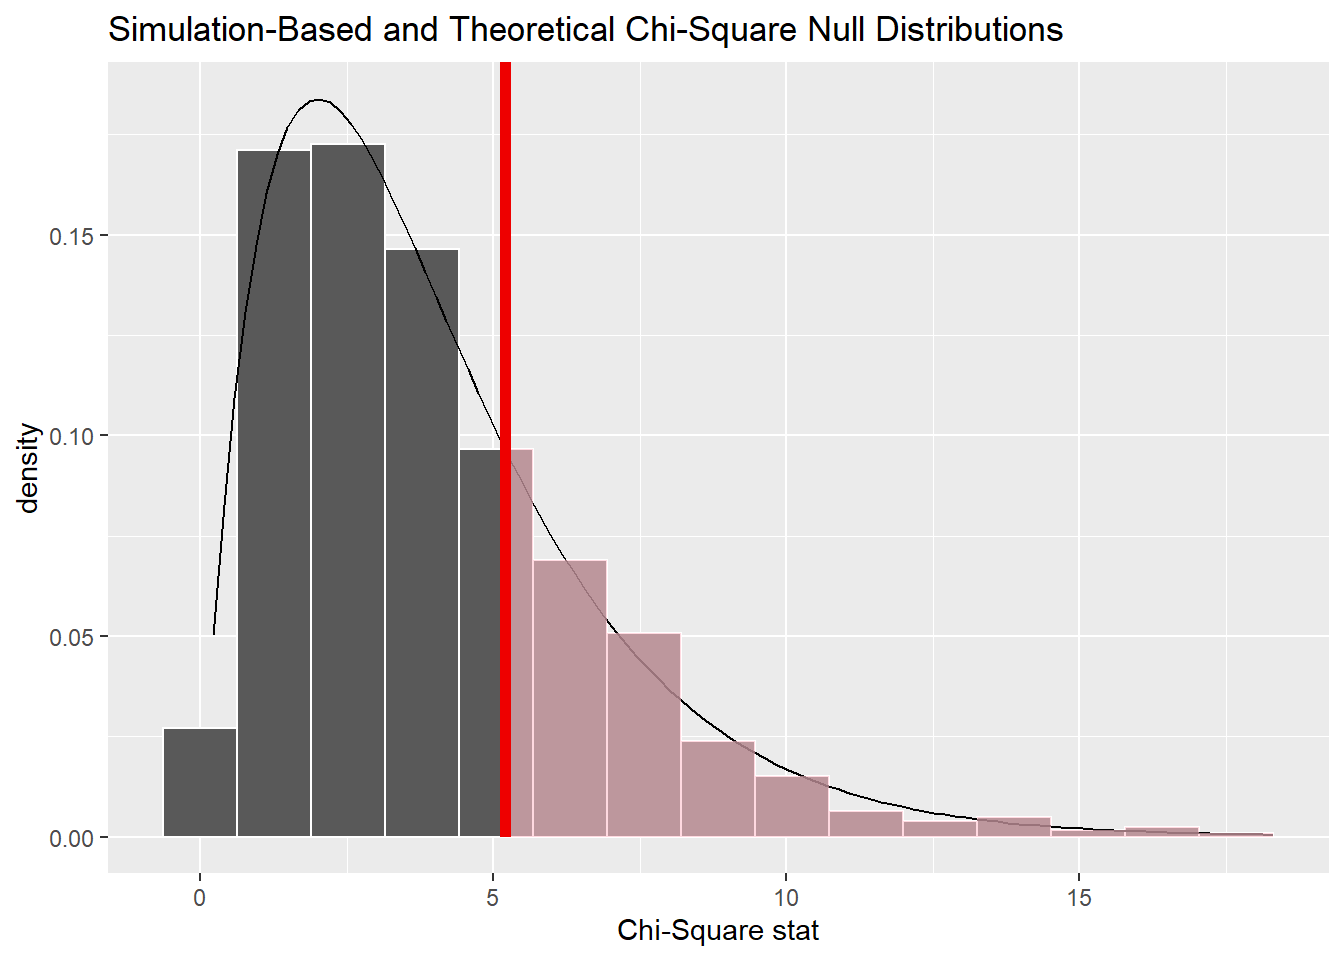 Simulation-Based and Theoretical Chi-Square Null Distributions
0.15
0.10
0.05
0.00
density
0 5 10 15
Chi-Square stat